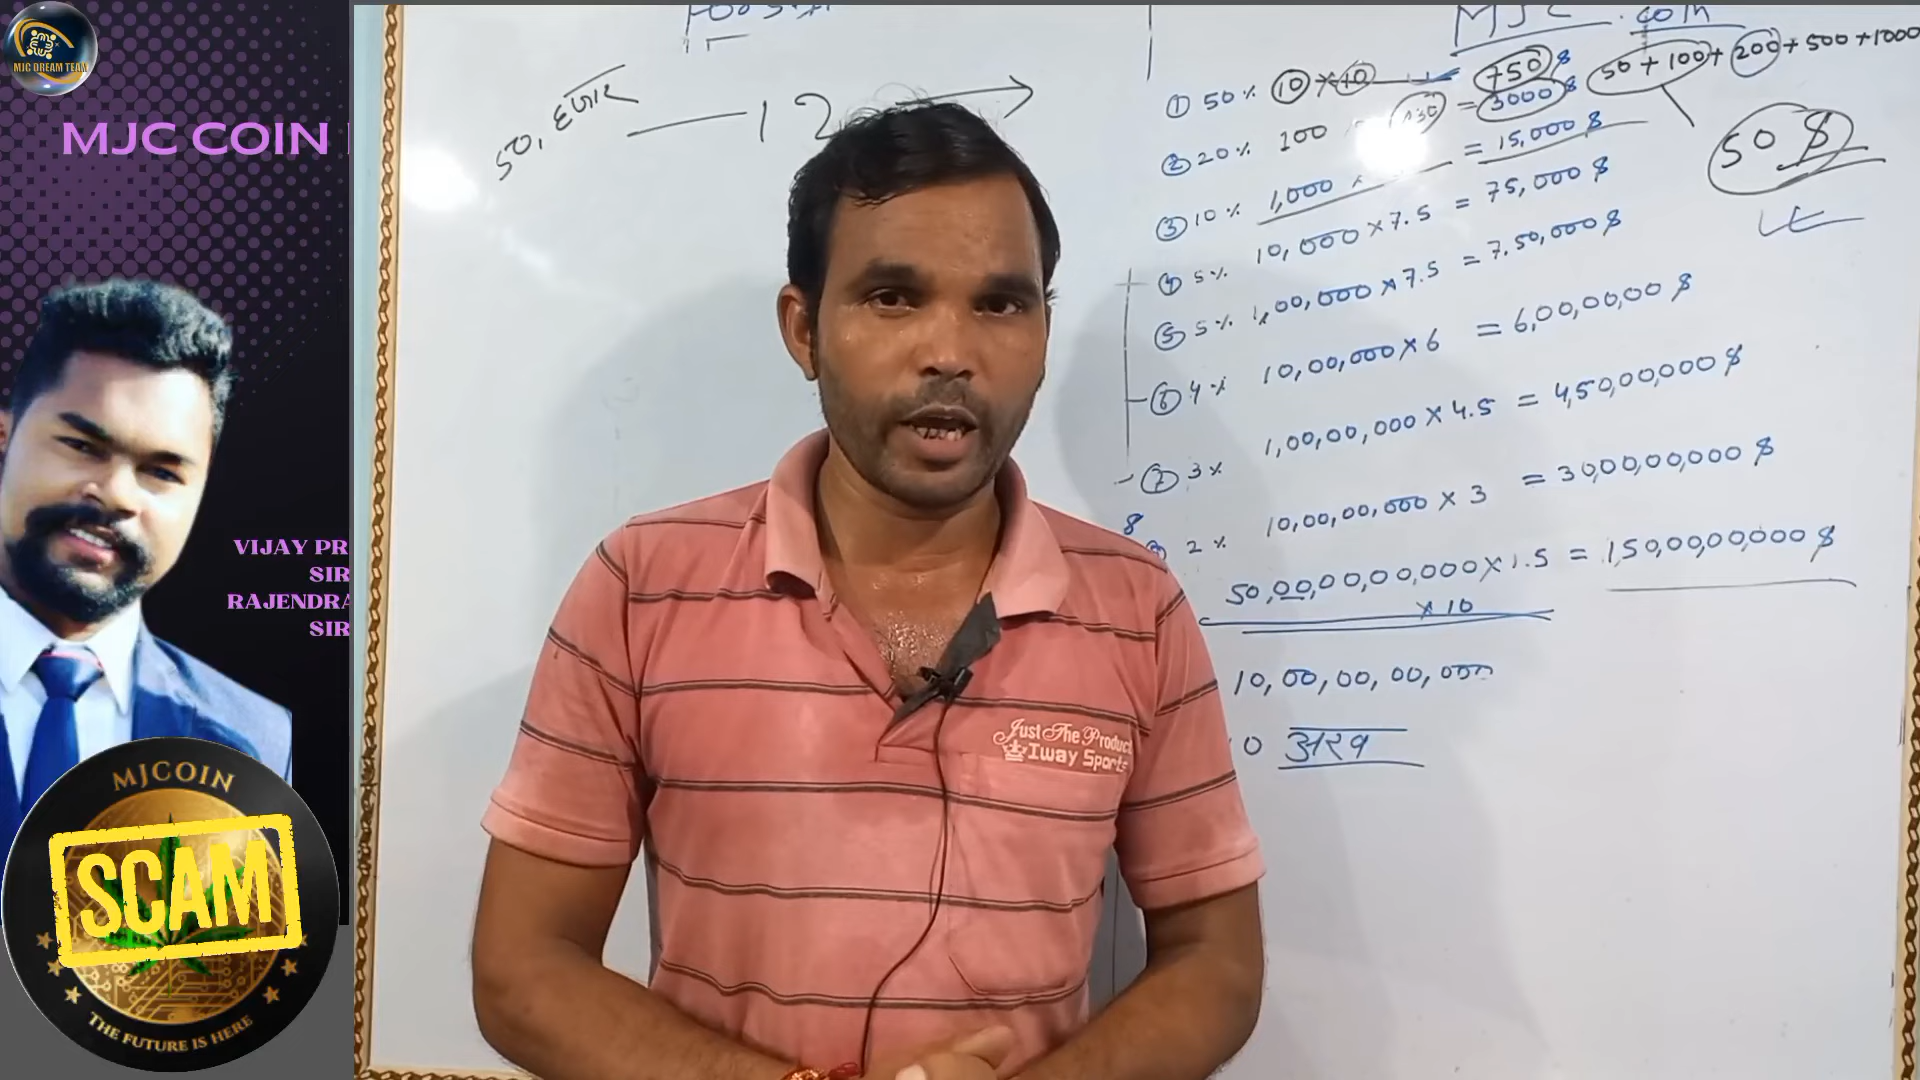 MJC DREAM TEAM
MJC COIN
VIJAY PR
SIR
RAJENDRA
SIR
MJCOIN
SCAM
THE FUTURE IS HERE
50, हजार — 12 →
MJC .com
① 50% 10 × 10 = 750 $
50 + 100 + 200 + 500 + 1000
② 20% 100 = 3000 $
50 $
③ 10% 1,000 × = 15,000 $
④ 5% 10,000 × 7.5 = 75,000 $
⑤ 5% 1,00,000 × 7.5 = 7.50,000 $
⑥ 4% 10,00,000 × 6 = 6,00,00,00 $
⑦ 3% 1,00,00,000 × 4.5 = 4,50,00,000 $
8 2% 10,00,00,000 × 3 = 30,00,00,000 $
50,00,00,00,000 × 1.5 = 1,50,00,00,000 $
× 10
10,00,00,00,000
0 अरब
Just The Product
Iway Sports